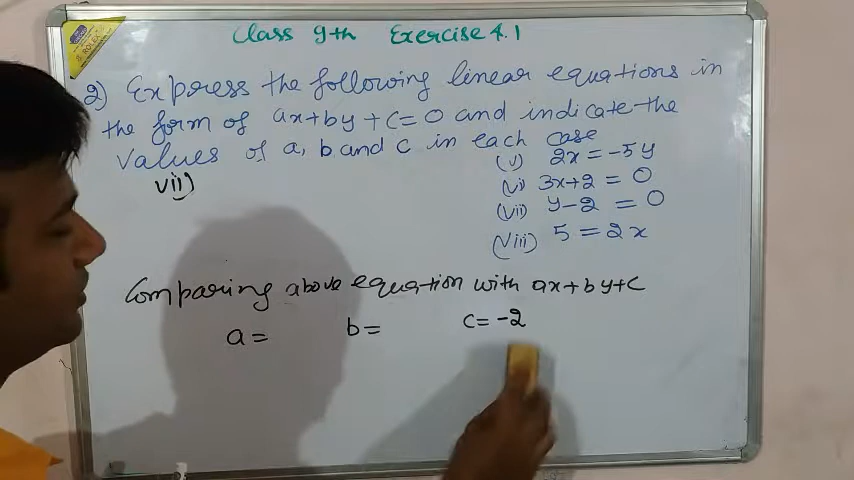 Class 9th Exercise 4.1
2) Express the following linear equations in
the form of ax+by+c=0 and indicate the
values of a, b and c in each case
(v) 2x = -5y
(vi) 3x+2 = 0
(vii) y-2 = 0
(viii) 5 = 2x
vii)
Comparing above equation with ax+by+c
a= b= c= -2
ROLEX